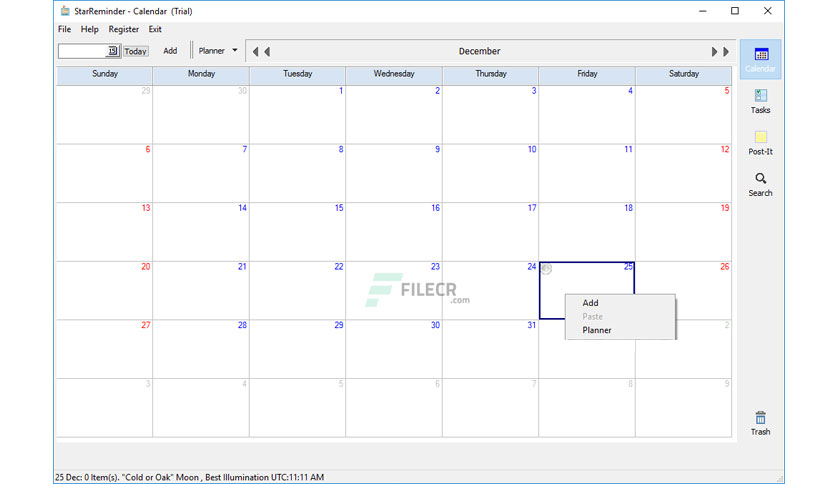 StarReminder - Calendar (Trial)
File Help Register Exit
15 Today Add Planner December
Sunday Monday Tuesday Wednesday Thursday Friday Saturday
29 30 1 2 3 4 5
6 7 8 9 10 11 12
13 14 15 16 17 18 19
20 21 22 23 24 25 26
27 28 29 30 31 2
3 4 5 6 7 8 9
Add
Paste
Planner
FILECR
.com
Calendar
Tasks
Post-It
Search
Trash
25 Dec: 0 Item(s). "Cold or Oak" Moon , Best Illumination UTC:11:11 AM